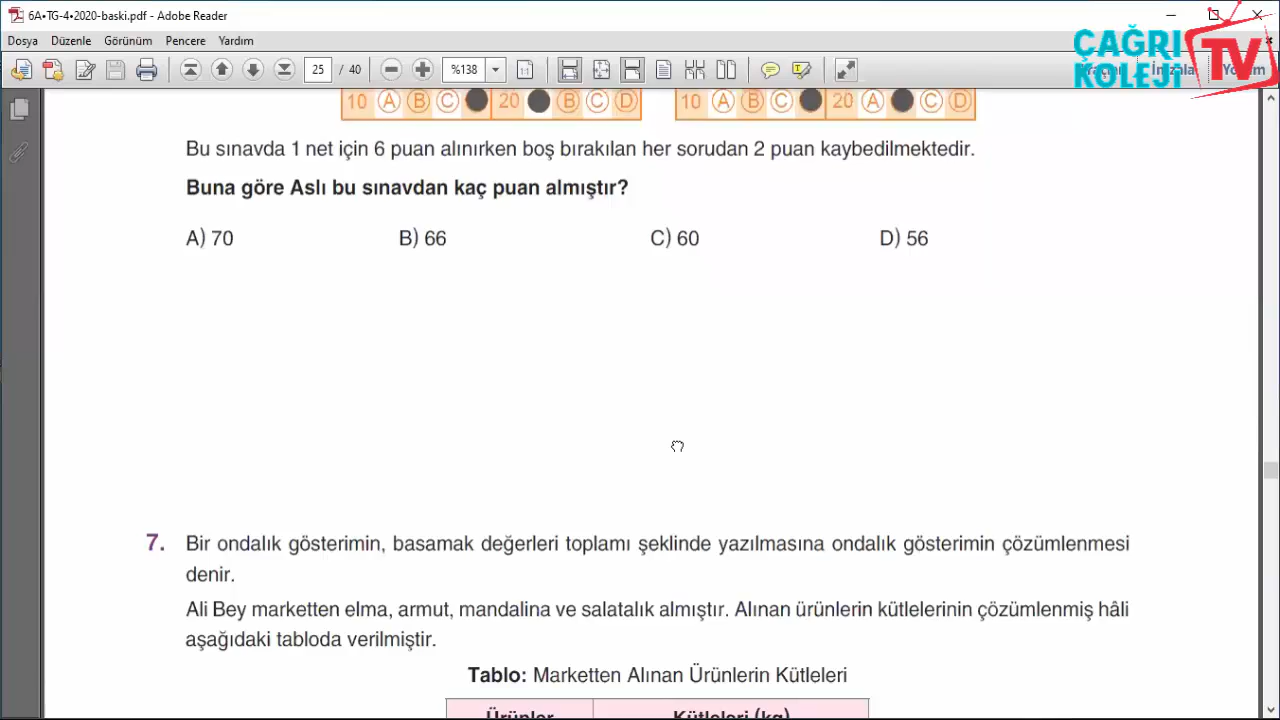 6A•TG-4•2020-baski.pdf - Adobe Reader
Dosya Düzenle Görünüm Pencere Yardım
25 / 40 %138
ÇAĞRI KOLEJİ TV
10 A B C 20 B C D 10 A B C 20 A C D
Bu sınavda 1 net için 6 puan alınırken boş bırakılan her sorudan 2 puan kaybedilmektedir.
Buna göre Aslı bu sınavdan kaç puan almıştır?
A) 70 B) 66 C) 60 D) 56
7. Bir ondalık gösterimin, basamak değerleri toplamı şeklinde yazılmasına ondalık gösterimin çözümlenmesi
denir.
Ali Bey marketten elma, armut, mandalina ve salatalık almıştır. Alınan ürünlerin kütlelerinin çözümlenmiş hâli
aşağıdaki tabloda verilmiştir.
Tablo: Marketten Alınan Ürünlerin Kütleleri
Ürünler Kütleleri (kg)